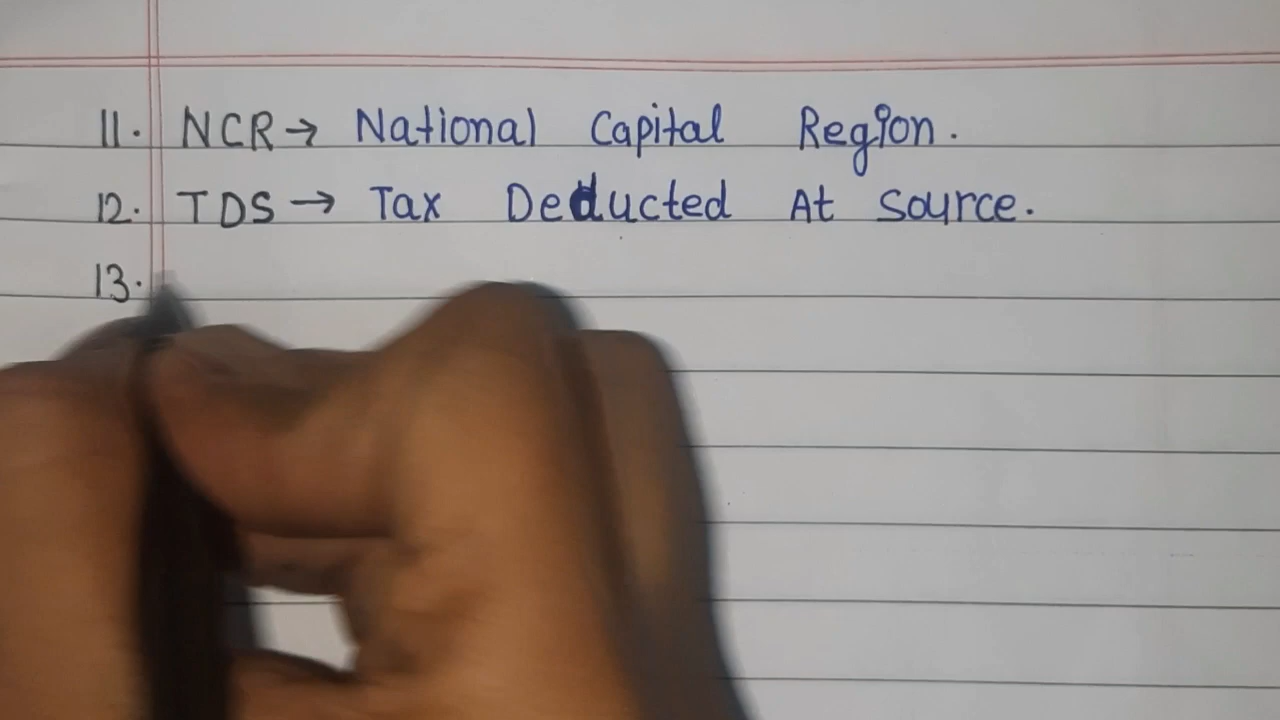 11. NCR → National Capital Region.
12. TDS → Tax Deducted At Source.
13.